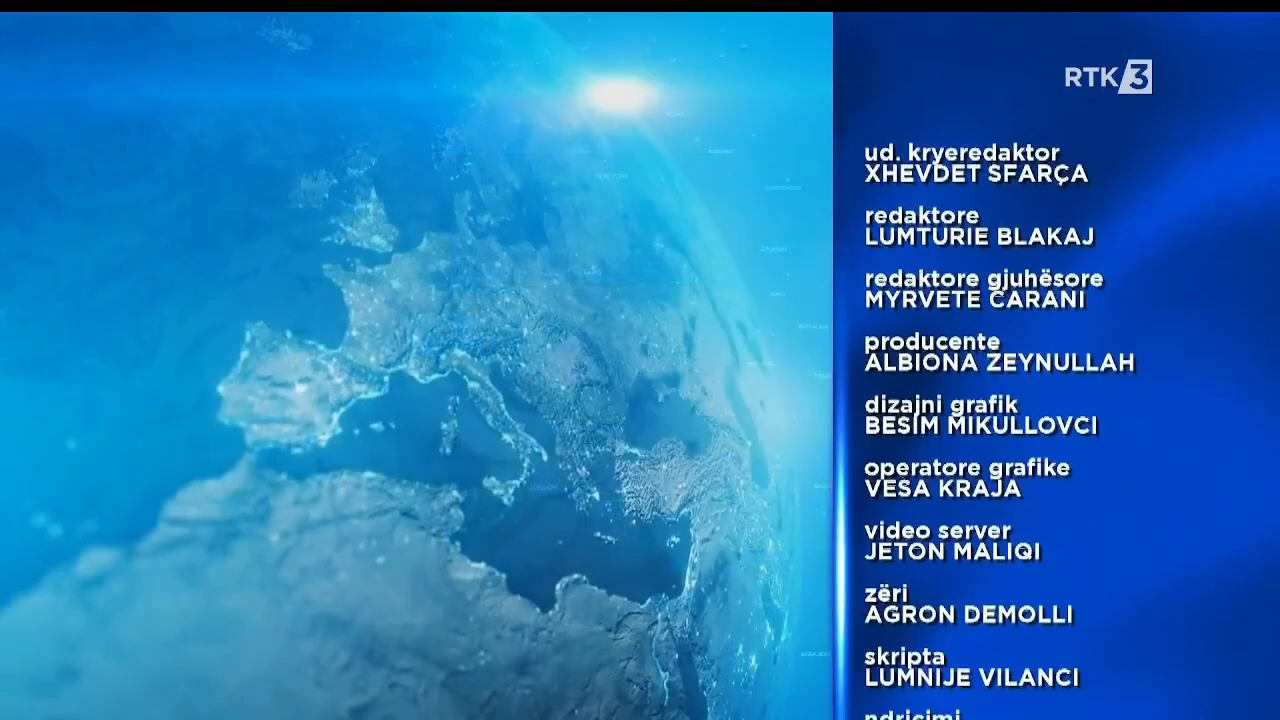 RTK3
ud. kryeredaktor
XHEVDET SFARÇA
redaktore
LUMTURIE BLAKAJ
redaktore gjuhësore
MYRVETE CARANI
producente
ALBIONA ZEYNULLAH
dizajni grafik
BESIM MIKULLOVCI
operatore grafike
VESA KRAJA
video server
JETON MALIQI
zëri
AGRON DEMOLLI
skripta
LUMNIJE VILANCI